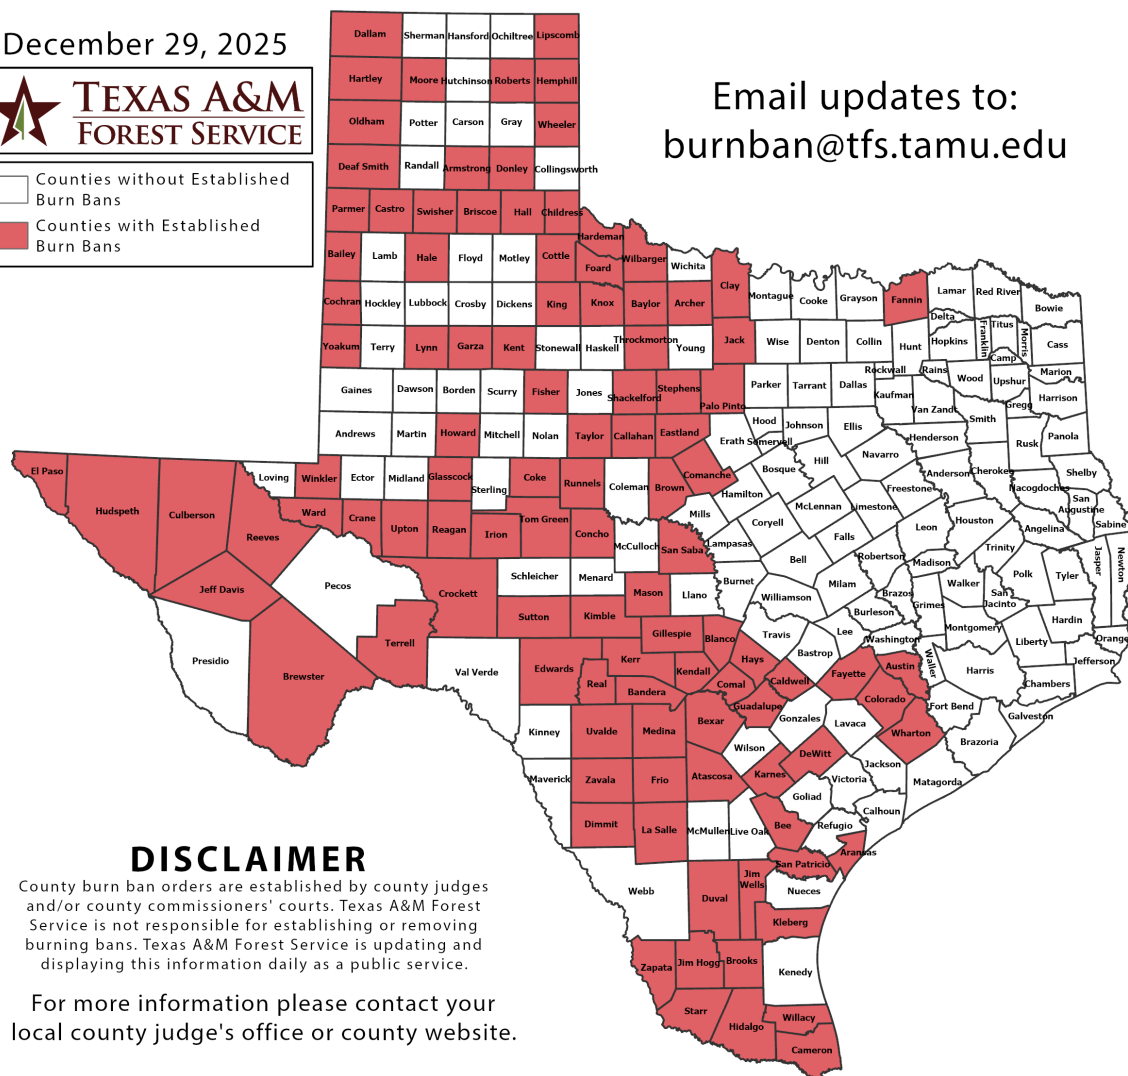 December 29, 2025
TEXAS A&M
FOREST SERVICE
Counties without Established
Burn Bans
Counties with Established
Burn Bans
Email updates to:
burnban@tfs.tamu.edu
Dallam Sherman Hansford Ochiltree Lipscomb
Hartley Moore Hutchinson Roberts Hemphill
Oldham Potter Carson Gray Wheeler
Deaf Smith Randall Armstrong Donley Collingsworth
Parmer Castro Swisher Briscoe Hall Childress
Hardeman
Bailey Lamb Hale Floyd Motley Cottle Foard Wilbarger Wichita
Clay Montague Cooke Grayson Fannin Lamar Red River Bowie
Cochran Hockley Lubbock Crosby Dickens King Knox Baylor Archer
Delta Franklin Titus Morris Cass
Yoakum Terry Lynn Garza Kent Stonewall Haskell Throckmorton Young Jack Wise Denton Collin Hunt Hopkins Camp
Rockwall Rains Wood Upshur Marion
Gaines Dawson Borden Scurry Fisher Jones Shackelford Stephens Palo Pinto Parker Tarrant Dallas Kaufman Van Zandt Smith Gregg Harrison
Andrews Martin Howard Mitchell Nolan Taylor Callahan Eastland Erath Hood Somervell Johnson Ellis Henderson Rusk Panola
El Paso Hudspeth Culberson Reeves Loving Winkler Ector Midland Glasscock Sterling Coke Runnels Coleman Brown Comanche Hamilton Bosque Hill Navarro Freestone Anderson Cherokee Nacogdoches Shelby
San
Augustine
Sabine
Ward Crane Upton Reagan Irion Tom Green Concho McCulloch San Saba Mills Lampasas Coryell McLennan Limestone Falls Leon Houston Angelina
Jeff Davis Pecos Crockett Schleicher Menard Mason Llano Burnet Bell Williamson Milam Robertson Brazos Madison Walker Trinity Polk Tyler Jasper Newton
San
Jacinto
Presidio Brewster Terrell Val Verde Sutton Kimble Gillespie Blanco Travis Burleson Lee Grimes Washington Montgomery Liberty Hardin Orange
Edwards Real Kerr Bandera Kendall Comal Hays Caldwell Bastrop Fayette Austin Waller Harris Chambers Jefferson
Kinney Uvalde Medina Bexar Guadalupe Gonzales Lavaca Colorado Wharton Fort Bend Brazoria Galveston
Maverick Zavala Frio Atascosa Wilson Karnes DeWitt Victoria Jackson Matagorda
Dimmit La Salle McMullen Live Oak Bee Goliad Refugio Calhoun Aransas
Webb Duval Jim
Wells
San Patricio Nueces
Kleberg
Zapata Jim Hogg Brooks Kenedy
Starr Hidalgo Willacy
Cameron
DISCLAIMER
County burn ban orders are established by county judges
and/or county commissioners' courts. Texas A&M Forest
Service is not responsible for establishing or removing
burning bans. Texas A&M Forest Service is updating and
displaying this information daily as a public service.
For more information please contact your
local county judge's office or county website.